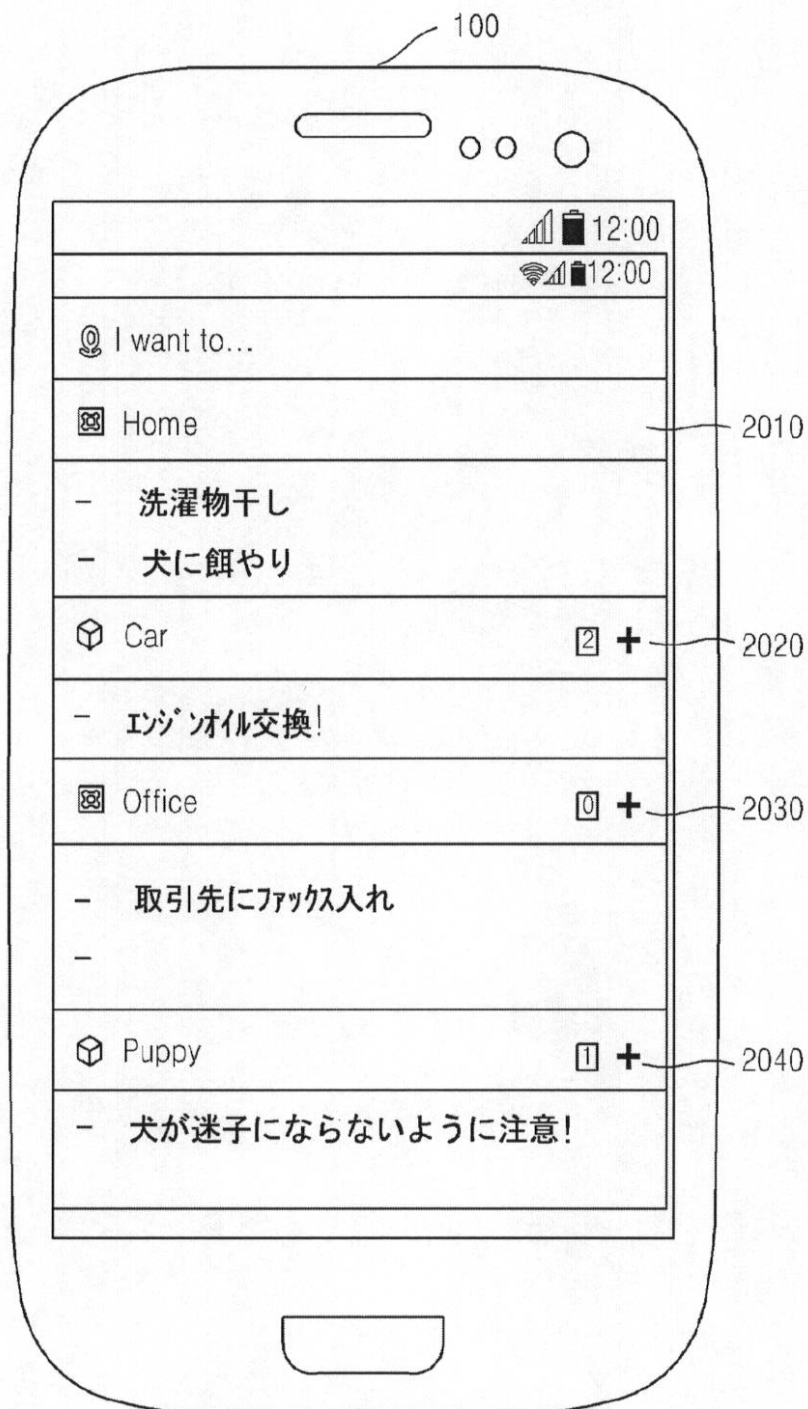 100
12:00
12:00
I want to...
Home
2010
- 洗濯物干し
- 犬に餌やり
Car 2 +
2020
- エンジンオイル交換!
Office 0 +
2030
- 取引先にファックス入れ
-
Puppy 1 +
2040
- 犬が迷子にならないように注意!